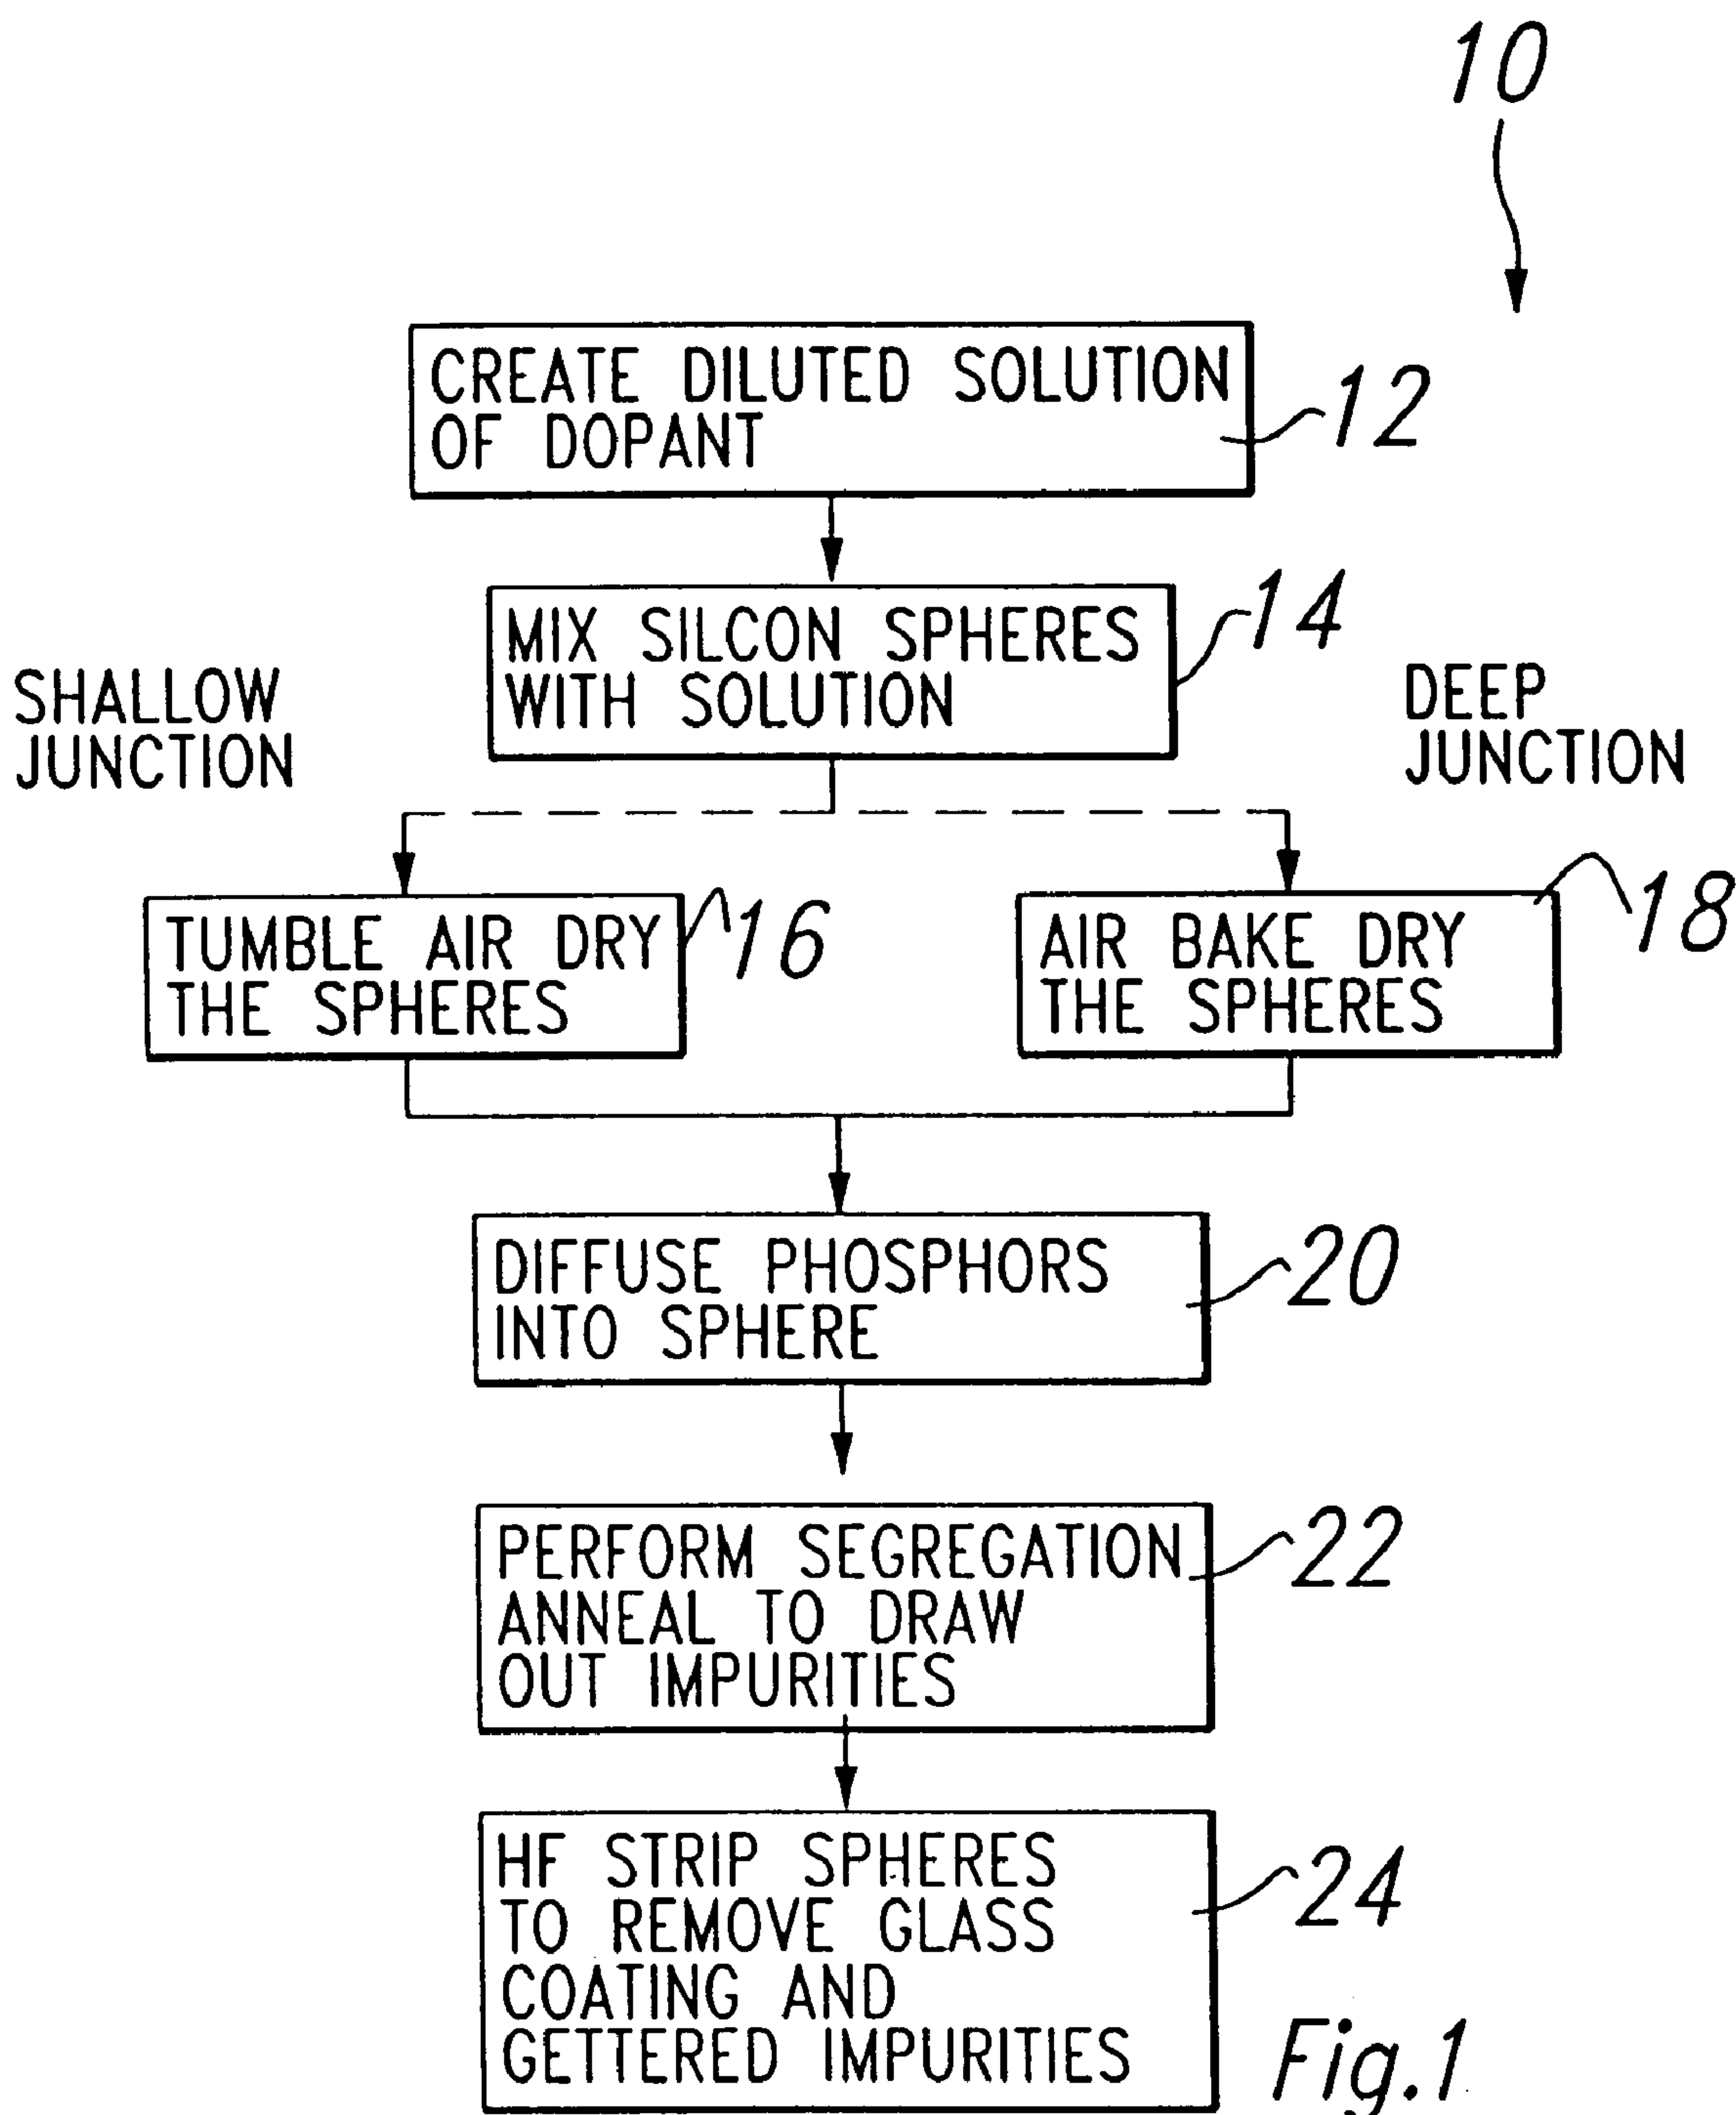 10
CREATE DILUTED SOLUTION
OF DOPANT
12
MIX SILCON SPHERES
WITH SOLUTION
14
SHALLOW
JUNCTION
DEEP
JUNCTION
TUMBLE AIR DRY
THE SPHERES
16
AIR BAKE DRY
THE SPHERES
18
DIFFUSE PHOSPHORS
INTO SPHERE
20
PERFORM SEGREGATION
ANNEAL TO DRAW
OUT IMPURITIES
22
HF STRIP SPHERES
TO REMOVE GLASS
COATING AND
GETTERED IMPURITIES
24
Fig.1